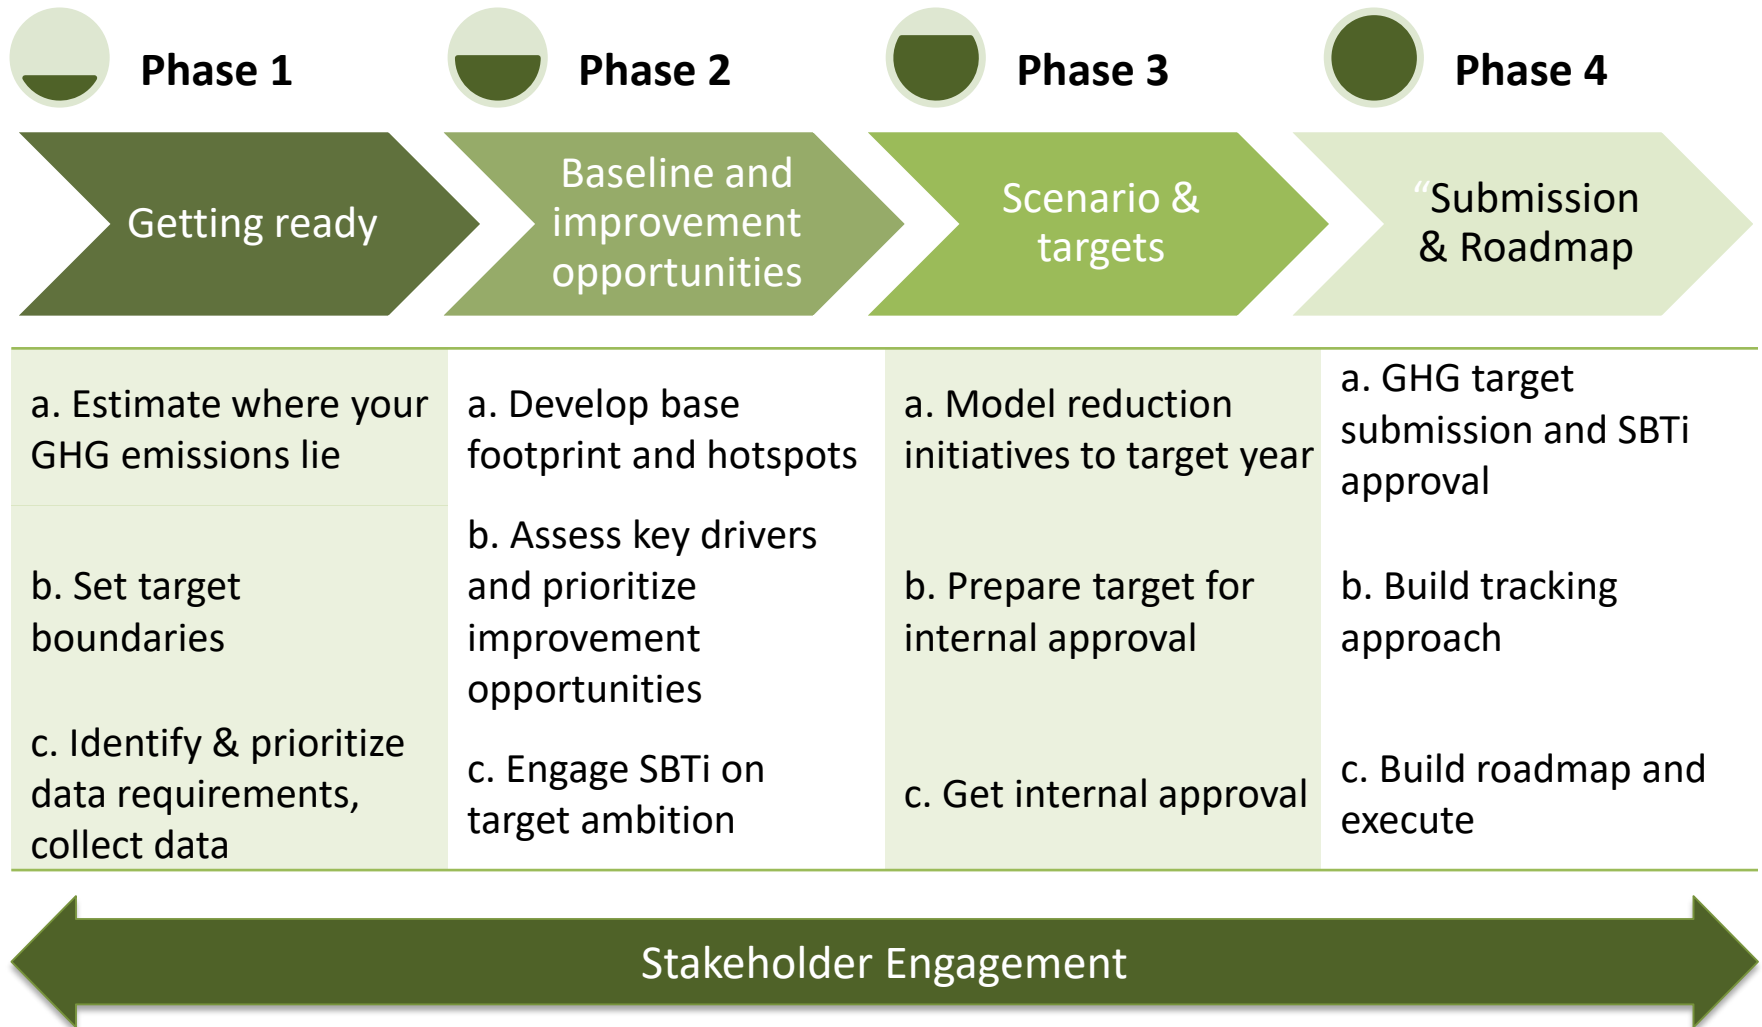 Phase 1
Phase 2
Phase 3
Phase 4
Getting ready
Baseline and
improvement
opportunities
Scenario &
targets
“Submission
& Roadmap
a. Estimate where your
GHG emissions lie
a. Develop base
footprint and hotspots
a. Model reduction
initiatives to target year
a. GHG target
submission and SBTi
approval
b. Set target
boundaries
b. Assess key drivers
and prioritize
improvement
opportunities
b. Prepare target for
internal approval
b. Build tracking
approach
c. Identify & prioritize
data requirements,
collect data
c. Engage SBTi on
target ambition
c. Get internal approval
c. Build roadmap and
execute
Stakeholder Engagement